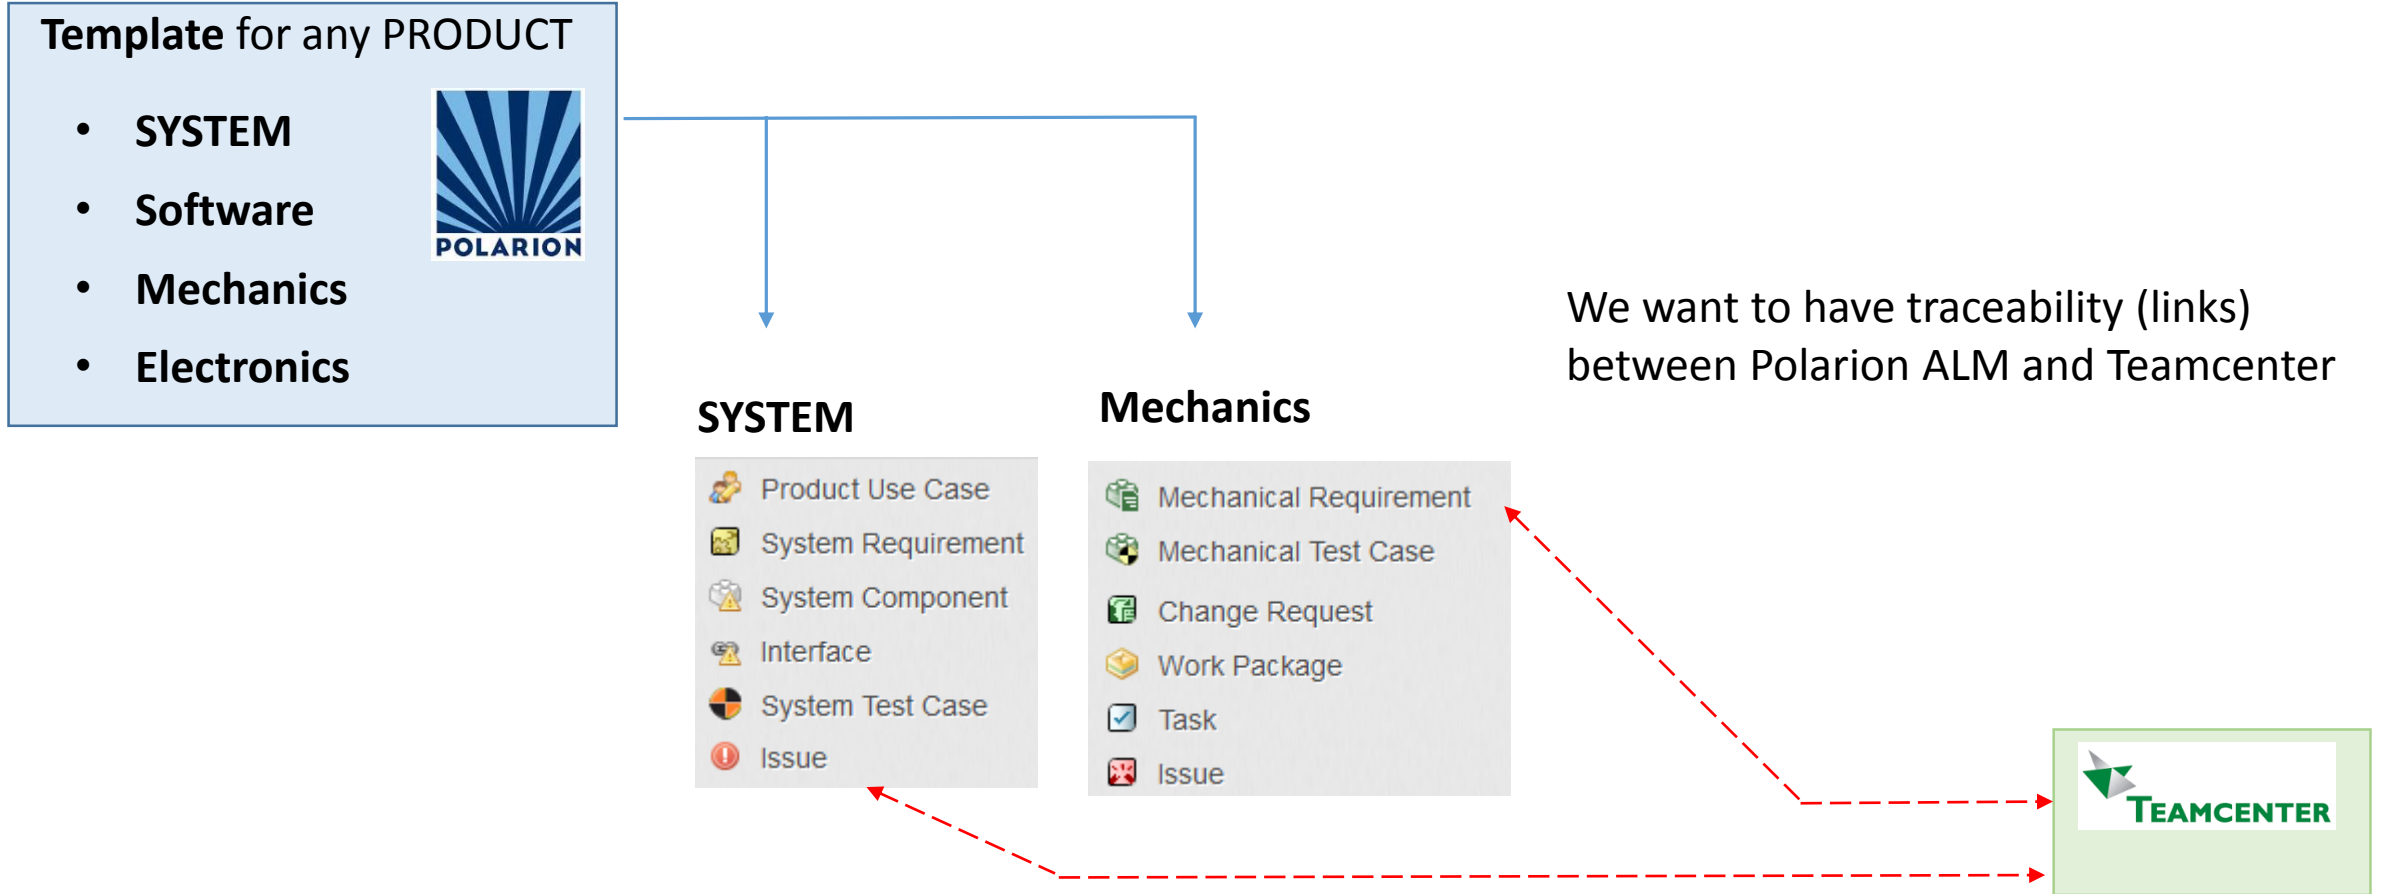 Template for any PRODUCT
• SYSTEM
• Software
• Mechanics
• Electronics
POLARION
We want to have traceability (links)
between Polarion ALM and Teamcenter
SYSTEM
Product Use Case
System Requirement
System Component
Interface
System Test Case
Issue
Mechanics
Mechanical Requirement
Mechanical Test Case
Change Request
Work Package
Task
Issue
TEAMCENTER